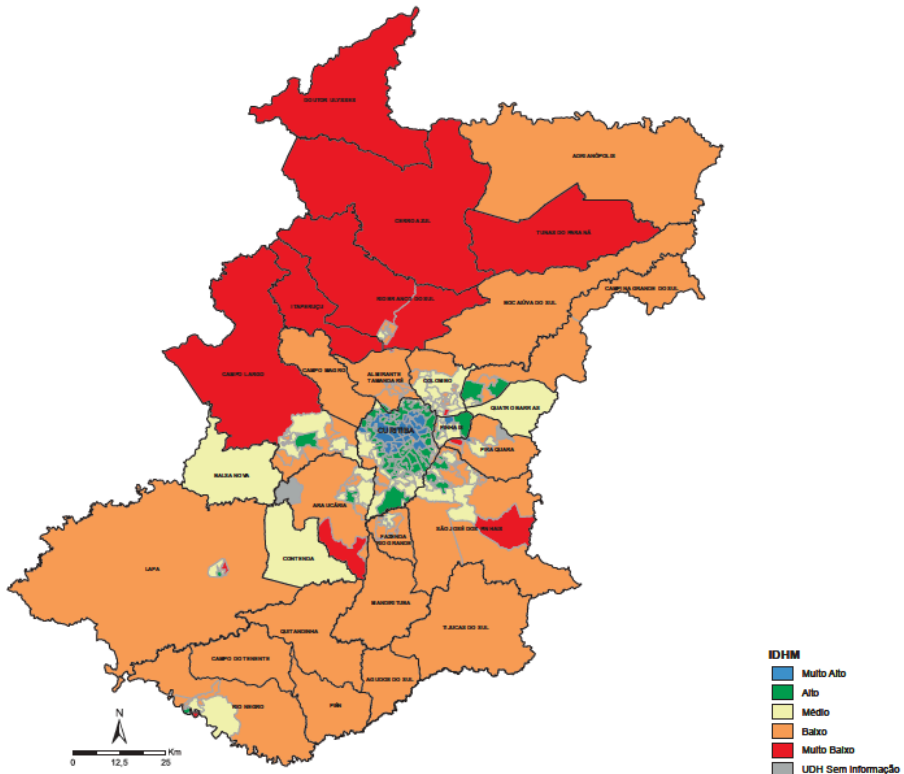 DOUTOR ULYSSES
ADRIANÓPOLIS
CERRO AZUL
TUNAS DO PARANÁ
CAMPINA GRANDE DO SUL
RIO BRANCO DO SUL
BOCAIÚVA DO SUL
ITAPERUÇU
CAMPO LARGO
CAMPO MAGRO
ALMIRANTE
TAMANDARÉ
COLOMBO
QUATRO BARRAS
CURITIBA
PINHAIS
PIRAQUARA
BALSA NOVA
ARAUCÁRIA
SÃO JOSÉ DOS PINHAIS
FAZENDA
RIO GRANDE
CONTENDA
LAPA
MANDIRITUBA
TIJUCAS DO SUL
QUITANDINHA
CAMPO DO TENENTE
AGUDOS DO SUL
RIO NEGRO
PIÊN
IDHM
Muito Alto
Alto
Médio
Baixo
Muito Baixo
UDH Sem Informação
N
Km
0 12,5 25